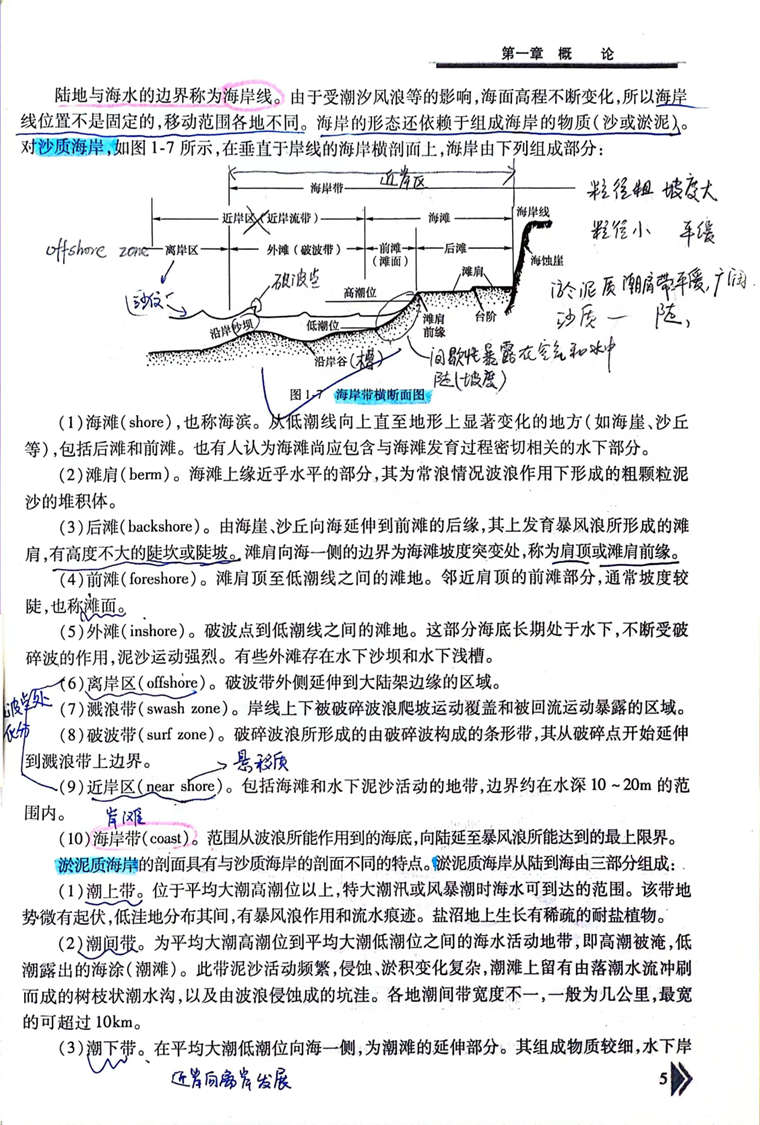 第一章 概 论
陆地与海水的边界称为海岸线。由于受潮汐风浪等的影响,海面高程不断变化,所以海岸
线位置不是固定的,移动范围各地不同。海岸的形态还依赖于组成海岸的物质(沙或淤泥)。
对沙质海岸,如图1-7所示,在垂直于岸线的海岸横剖面上,海岸由下列组成部分:
近岸区
海岸带
粒径粗 坡度大
近岸区(近岸流带) 海滩 海岸线
粒径小 平缓
offshore zone 离岸区 外滩(破波带) 前滩(滩面) 后滩
海蚀崖
破波点 高潮位 滩肩
沙质 — 陡,
沿岸沙坝 低潮位 滩肩前缘 台阶
沿岸谷(槽) 间歇性暴露在空气和水中
陡(坡度)
图1-7 海岸带横断面图
(1)海滩(shore),也称海滨。从低潮线向上直至地形上显著变化的地方(如海崖、沙丘
等),包括后滩和前滩。也有人认为海滩尚应包含与海滩发育过程密切相关的水下部分。
(2)滩肩(berm)。海滩上缘近乎水平的部分,其为常浪情况波浪作用下形成的粗颗粒泥
沙的堆积体。
(3)后滩(backshore)。由海崖、沙丘向海延伸到前滩的后缘,其上发育暴风浪所形成的滩
肩,有高度不大的陡坎或陡坡。滩肩向海一侧的边界为海滩坡度突变处,称为肩顶或滩肩前缘。
(4)前滩(foreshore)。滩肩顶至低潮线之间的滩地。邻近肩顶的前滩部分,通常坡度较
陡,也称滩面。
(5)外滩(inshore)。破波点到低潮线之间的滩地。这部分海底长期处于水下,不断受破
碎波的作用,泥沙运动强烈。有些外滩存在水下沙坝和水下浅槽。
(6)离岸区(offshore)。破波带外侧延伸到大陆架边缘的区域。
(7)溅浪带(swash zone)。岸线上下被破碎波浪爬坡运动覆盖和被回流运动暴露的区域。
(8)破波带(surf zone)。破碎波浪所形成的由破碎波构成的条形带,其从破碎点开始延伸
到溅浪带上边界。
悬移质
(9)近岸区(near shore)。包括海滩和水下泥沙活动的地带,边界约在水深10~20m的范
围内。
岸滩
(10)海岸带(coast)。范围从波浪所能作用到的海底,向陆延至暴风浪所能达到的最上限界。
淤泥质海岸的剖面具有与沙质海岸的剖面不同的特点。淤泥质海岸从陆到海由三部分组成:
(1)潮上带。位于平均大潮高潮位以上,特大潮汛或风暴潮时海水可到达的范围。该带地
势微有起伏,低洼地分布其间,有暴风浪作用和流水痕迹。盐沼地上生长有稀疏的耐盐植物。
(2)潮间带。为平均大潮高潮位到平均大潮低潮位之间的海水活动地带,即高潮被淹,低
潮露出的海涂(潮滩)。此带泥沙活动频繁,侵蚀、淤积变化复杂,潮滩上留有由落潮水流冲刷
而成的树枝状潮水沟,以及由波浪侵蚀成的坑洼。各地潮间带宽度不一,一般为几公里,最宽
的可超过10km。
(3)潮下带。在平均大潮低潮位向海一侧,为潮滩的延伸部分。其组成物质较细,水下岸
近岸向离岸发展
5